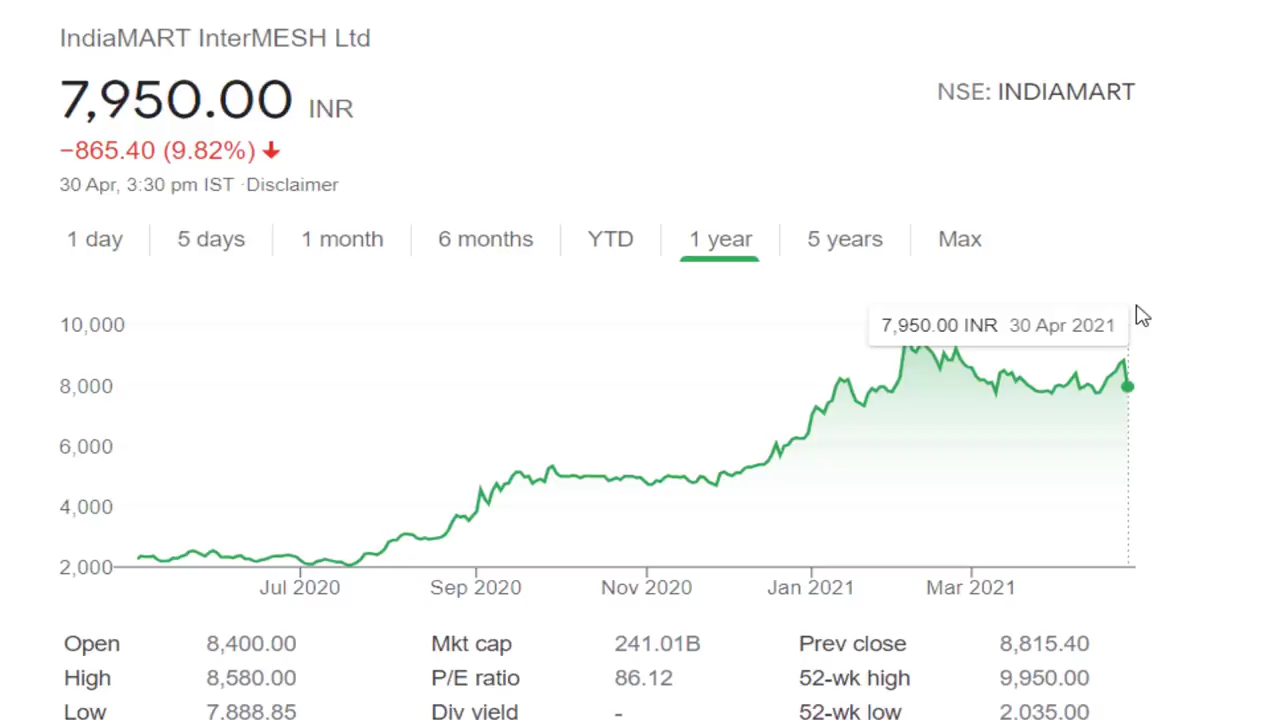 IndiaMART InterMESH Ltd
7,950.00 INR
NSE: INDIAMART
−865.40 (9.82%)
30 Apr, 3:30 pm IST ·Disclaimer
1 day 5 days 1 month 6 months YTD 1 year 5 years Max
7,950.00 INR 30 Apr 2021
10,000
8,000
6,000
4,000
2,000
Jul 2020 Sep 2020 Nov 2020 Jan 2021 Mar 2021
Open 8,400.00 Mkt cap 241.01B Prev close 8,815.40
High 8,580.00 P/E ratio 86.12 52-wk high 9,950.00
Low 7,888.85 Div yield - 52-wk low 2,035.00